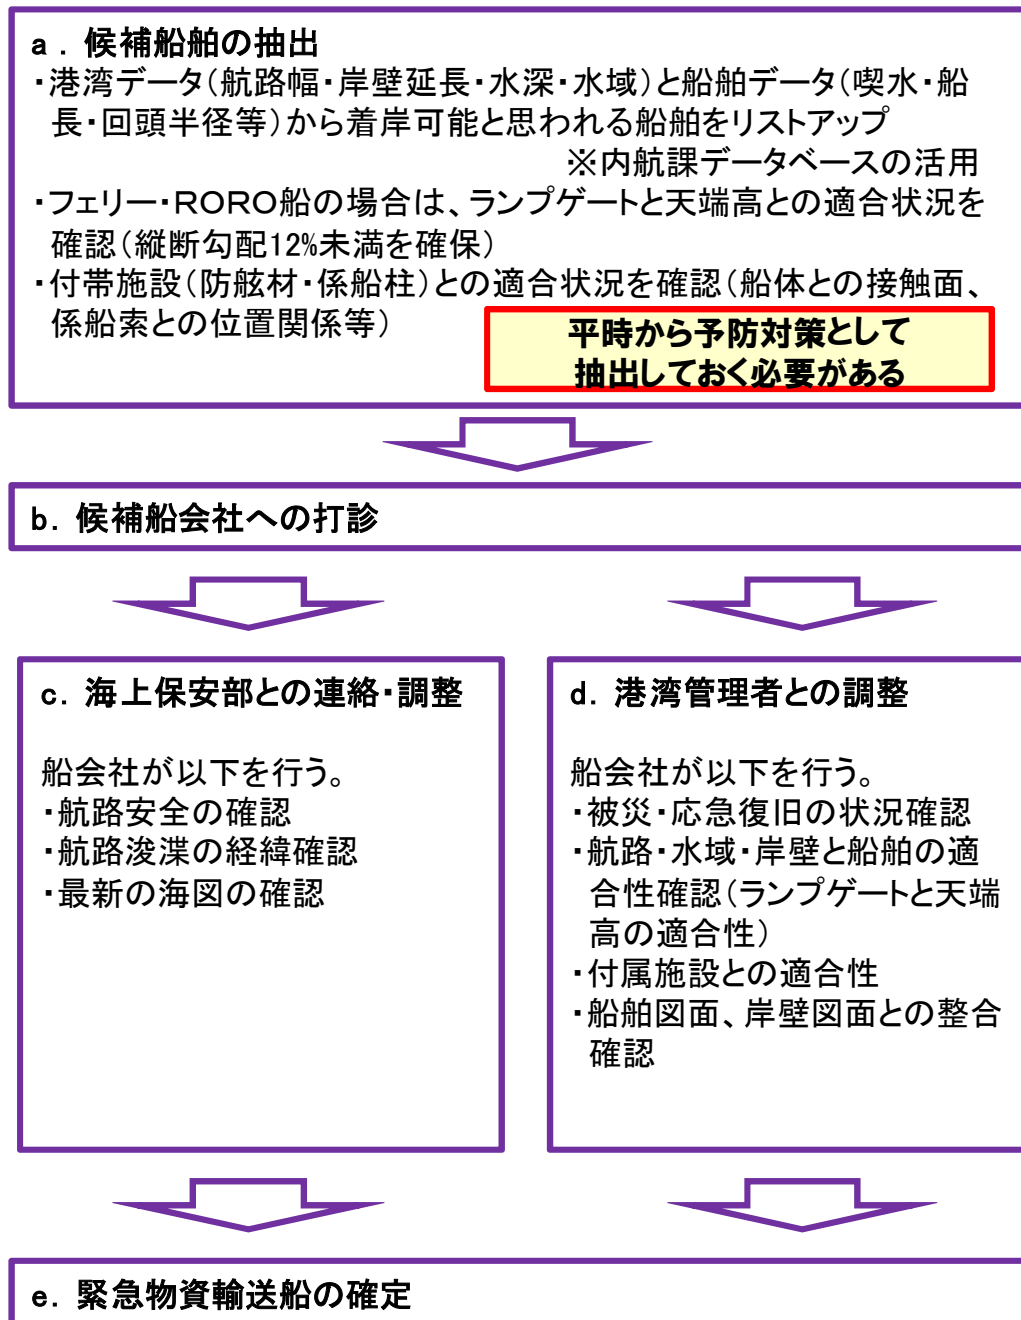 a．候補船舶の抽出
・港湾データ（航路幅・岸壁延長・水深・水域）と船舶データ（喫水・船
長・回頭半径等）から着岸可能と思われる船舶をリストアップ
※内航課データベースの活用
・フェリー・RORO船の場合は、ランプゲートと天端高との適合状況を
確認（縦断勾配12%未満を確保）
・付帯施設（防舷材・係船柱）との適合状況を確認（船体との接触面、
係船索との位置関係等）
平時から予防対策として
抽出しておく必要がある
b．候補船会社への打診
c．海上保安部との連絡・調整
船会社が以下を行う。
・航路安全の確認
・航路浚渫の経緯確認
・最新の海図の確認
d．港湾管理者との調整
船会社が以下を行う。
・被災・応急復旧の状況確認
・航路・水域・岸壁と船舶の適
合性確認（ランプゲートと天端
高の適合性）
・付属施設との適合性
・船舶図面、岸壁図面との整合
確認
e．緊急物資輸送船の確定